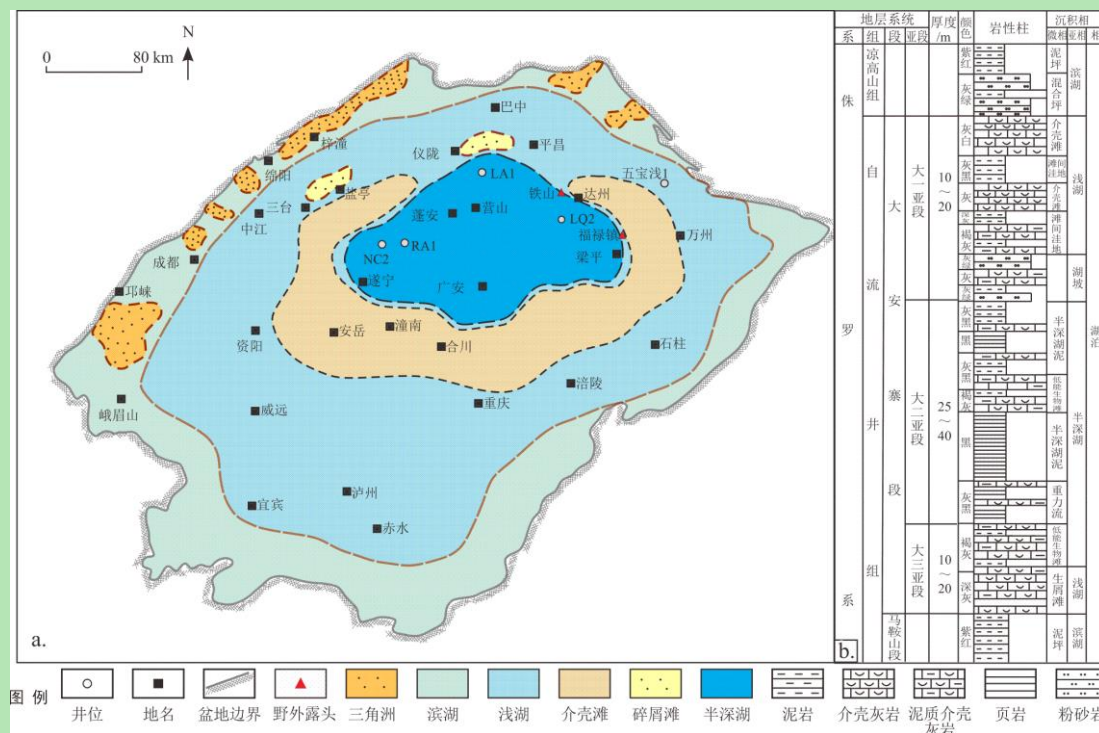 N
0 80 km
巴中
仪陇
平昌
梓潼
绵阳
LA1
五宝浅1
铁山
达州
盐亭
三台
中江
蓬安
营山
LQ2
福禄镇
万州
NC2
RA1
梁平
成都
遂宁
广安
邛崃
安岳
潼南
合川
资阳
石柱
涪陵
峨眉山
威远
重庆
泸州
宜宾
赤水
a.
地层系统
厚度/m
颜色
岩性柱
沉积相
系
组
段
亚段
微相
亚相
相
侏罗系
凉高山组
自流井组
大安寨段
马鞍山段
大一亚段
10～20
大二亚段
25～40
大三亚段
10～20
紫红
灰绿
灰白
灰黑
灰
深灰
褐灰
灰绿
灰
灰绿
灰黑
黑
灰黑
褐灰
黑
灰黑
褐灰
深灰
紫红
泥坪
混合坪
介壳滩
滩间洼地
介壳滩
滩间洼地
半深湖泥
低能生物滩
半深湖泥
重力流
低能生物滩
生屑滩
泥坪
滨湖
浅湖
湖坡
半深湖
浅湖
滨湖
湖泊
b.
图例
井位
地名
盆地边界
野外露头
三角洲
滨湖
浅湖
介壳滩
碎屑滩
半深湖
泥岩
介壳灰岩
泥质介壳灰岩
页岩
粉砂岩